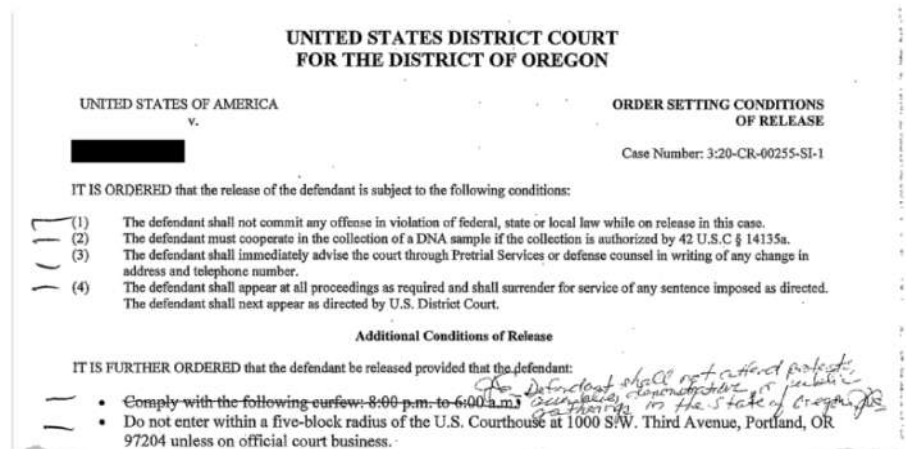 UNITED STATES DISTRICT COURT
FOR THE DISTRICT OF OREGON
UNITED STATES OF AMERICA
v.
ORDER SETTING CONDITIONS
OF RELEASE
Case Number: 3:20-CR-00255-SI-1
IT IS ORDERED that the release of the defendant is subject to the following conditions:
(1) The defendant shall not commit any offense in violation of federal, state or local law while on release in this case.
(2) The defendant must cooperate in the collection of a DNA sample if the collection is authorized by 42 U.S.C § 14135a.
(3) The defendant shall immediately advise the court through Pretrial Services or defense counsel in writing of any change in
address and telephone number.
(4) The defendant shall appear at all proceedings as required and shall surrender for service of any sentence imposed as directed.
The defendant shall next appear as directed by U.S. District Court.
Additional Conditions of Release
IT IS FURTHER ORDERED that the defendant be released provided that the defendant:
Defendant shall not attend protests,
assemblies, demonstrations or public
gatherings in the State of Oregon
• Comply with the following curfew: 8:00 p.m. to 6:00 a.m.
• Do not enter within a five-block radius of the U.S. Courthouse at 1000 S.W. Third Avenue, Portland, OR
97204 unless on official court business.